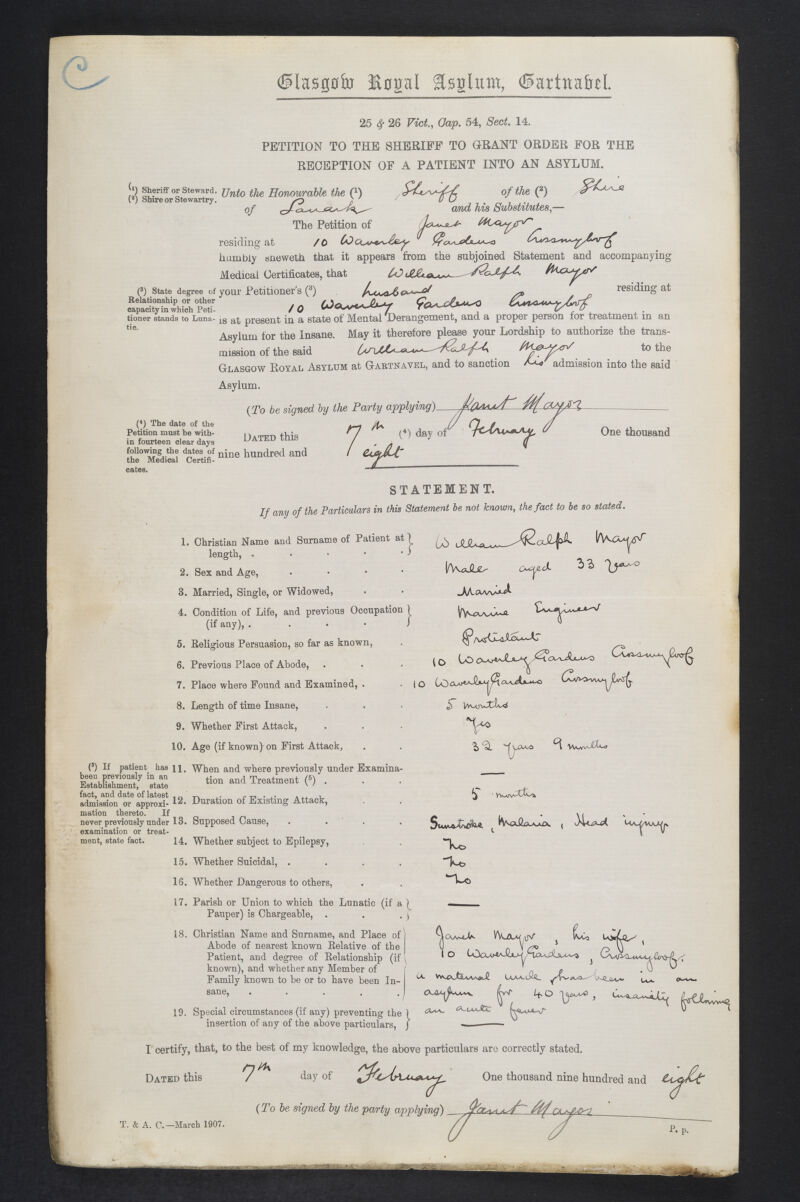 C
Glasgow Royal Asylum, Gartnavel.
25 & 26 Vict., Cap. 54, Sect. 14.
PETITION TO THE SHERIFF TO GRANT ORDER FOR THE
RECEPTION OF A PATIENT INTO AN ASYLUM.
(1) Sheriff or Steward.
(2) Shire or Stewartry.
Unto the Honourable the (1) Sheriff of the (2) Shire
of Lanark and his Substitutes,—
The Petition of Janet Mayor
residing at 10 Waverley Gardens Crossmyloof
humbly sheweth that it appears from the subjoined Statement and accompanying
Medical Certificates, that William Ralph Mayor
(3) State degree of
Relationship or other
capacity in which Peti-
tioner stands to Luna-
tic.
your Petitioner's (3) husband residing at
10 Waverley Gardens Crossmyloof
is at present in a state of Mental Derangement, and a proper person for treatment in an
Asylum for the Insane. May it therefore please your Lordship to authorize the trans-
mission of the said William Ralph Mayor to the
GLASGOW ROYAL ASYLUM AT GARTNAVEL, and to sanction his admission into the said
Asylum.
(To be signed by the Party applying) Janet Mayor
(4) The date of the
Petition must be with-
in fourteen clear days
following the dates of
the Medical Certifi-
cates.
DATED this 7th (4) day of February One thousand
nine hundred and eight
STATEMENT.
If any of the Particulars in this Statement be not known, the fact to be so stated.
1. Christian Name and Surname of Patient at
length, . . . . . William Ralph Mayor
2. Sex and Age, . . . . Male aged 33 years
3. Married, Single, or Widowed, . . Married
4. Condition of Life, and previous Occupation
(if any), . . . . Marine Engineer
5. Religious Persuasion, so far as known, . Protistant
6. Previous Place of Abode, . . . 10 Waverley Gardens Crossmyloof
7. Place where Found and Examined, . . 10 Waverley Gardens Crossmyloof
8. Length of time Insane, . . . 5 months
9. Whether First Attack, . . . Yes
10. Age (if known) on First Attack, . . 32 years 9 months
(5) If patient has
been previously in an
Establishment, state
fact, and date of latest
admission or approxi-
mation thereto. If
never previously under
examination or treat-
ment, state fact.
11. When and where previously under Examina-
tion and Treatment (5) . . . —
12. Duration of Existing Attack, . . 5 months
13. Supposed Cause, . . . . Sunstroke, Malaria, Head injury
14. Whether subject to Epilepsy, . . No
15. Whether Suicidal, . . . . No
16. Whether Dangerous to others, . . No
17. Parish or Union to which the Lunatic (if a
Pauper) is Chargeable, . . . —
18. Christian Name and Surname, and Place of
Abode of nearest known Relative of the
Patient, and degree of Relationship (if
known), and whether any Member of
Family known to be or to have been In-
sane, . . . . .
Janet Mayor, his wife,
10 Waverley Gardens, Crossmyloof.
a maternal uncle has been in an
asylum for 40 years, insanity following
an acute fever
19. Special circumstances (if any) preventing the
insertion of any of the above particulars, —
I certify, that, to the best of my knowledge, the above particulars are correctly stated.
DATED this 7th day of February One thousand nine hundred and eight
(To be signed by the party applying) Janet Mayor
T. & A. C.—March 1907.
P. p.